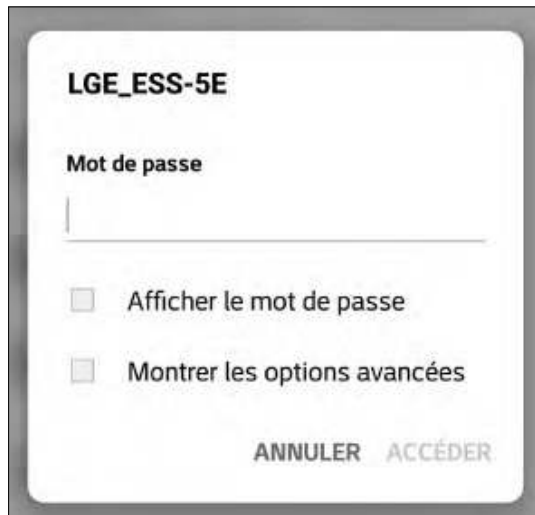 LGE_ESS-5E
Mot de passe
Afficher le mot de passe
Montrer les options avancées
ANNULER ACCÉDER